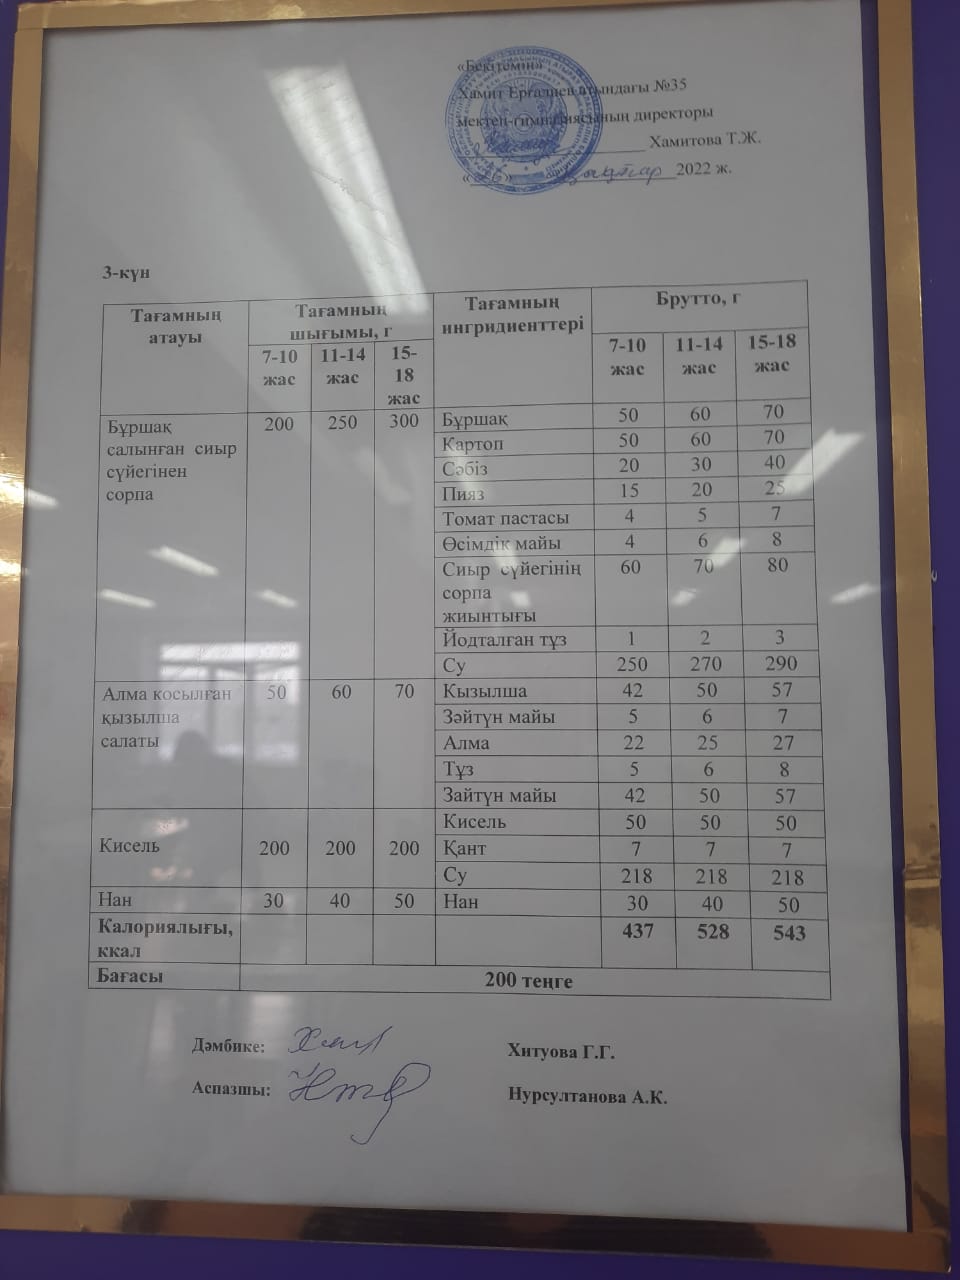 «Бекітемін»
Хамит Ерғалиев атындағы №35
мектеп-гимназиясының директоры
Хамитова Т.Ж.
«26» қаңтар 2022 ж.
3-күн
Тағамның атауы | Тағамның шығымы, г | Тағамның ингридиенттері | Брутто, г
7-10 жас | 11-14 жас | 15-18 жас | 7-10 жас | 11-14 жас | 15-18 жас
Бұршақ салынған сиыр сүйегінен сорпа | 200 | 250 | 300 | Бұршақ | 50 | 60 | 70
Картоп | 50 | 60 | 70
Сәбіз | 20 | 30 | 40
Пияз | 15 | 20 | 25
Томат пастасы | 4 | 5 | 7
Өсімдік майы | 4 | 6 | 8
Сиыр сүйегінің сорпа жиынтығы | 60 | 70 | 80
Йодталған тұз | 1 | 2 | 3
Су | 250 | 270 | 290
Алма косылған қызылша салаты | 50 | 60 | 70 | Кызылша | 42 | 50 | 57
Зәйтүн майы | 5 | 6 | 7
Алма | 22 | 25 | 27
Тұз | 5 | 6 | 8
Зайтүн майы | 42 | 50 | 57
Кисель | 200 | 200 | 200 | Кисель | 50 | 50 | 50
Қант | 7 | 7 | 7
Су | 218 | 218 | 218
Нан | 30 | 40 | 50 | Нан | 30 | 40 | 50
Калориялығы, ккал | 437 | 528 | 543
Бағасы | 200 теңге
Дәмбике: Хитуова Г.Г.
Аспазшы: Нурсултанова А.К.